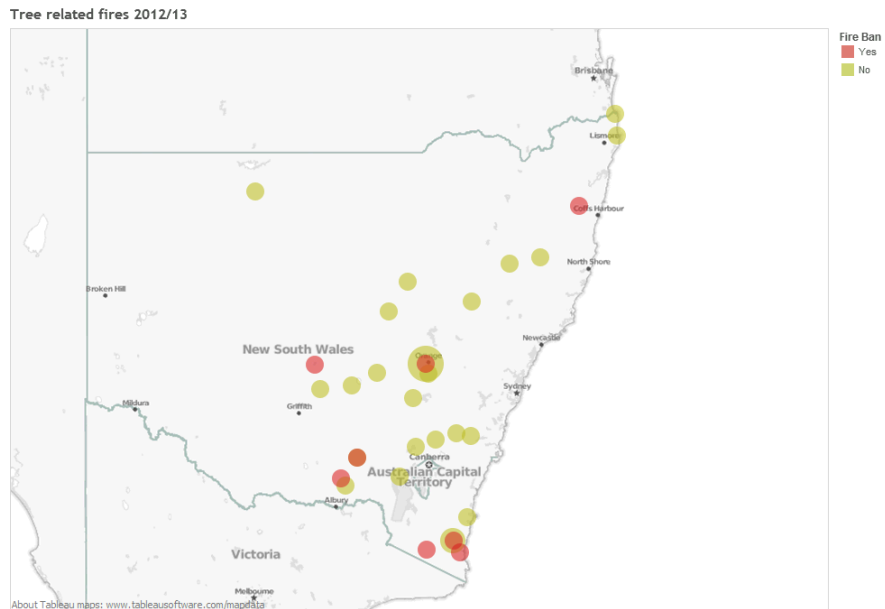 Tree related fires 2012/13
Fire Ban
Yes
No
Brisbane
Lismore
Coffs Harbour
North Shore
Broken Hill
Newcastle
New South Wales
Orange
Sydney
Mildura
Griffith
Canberra
Australian Capital
Territory
Albury
Victoria
Melbourne
About Tableau maps: www.tableausoftware.com/mapdata